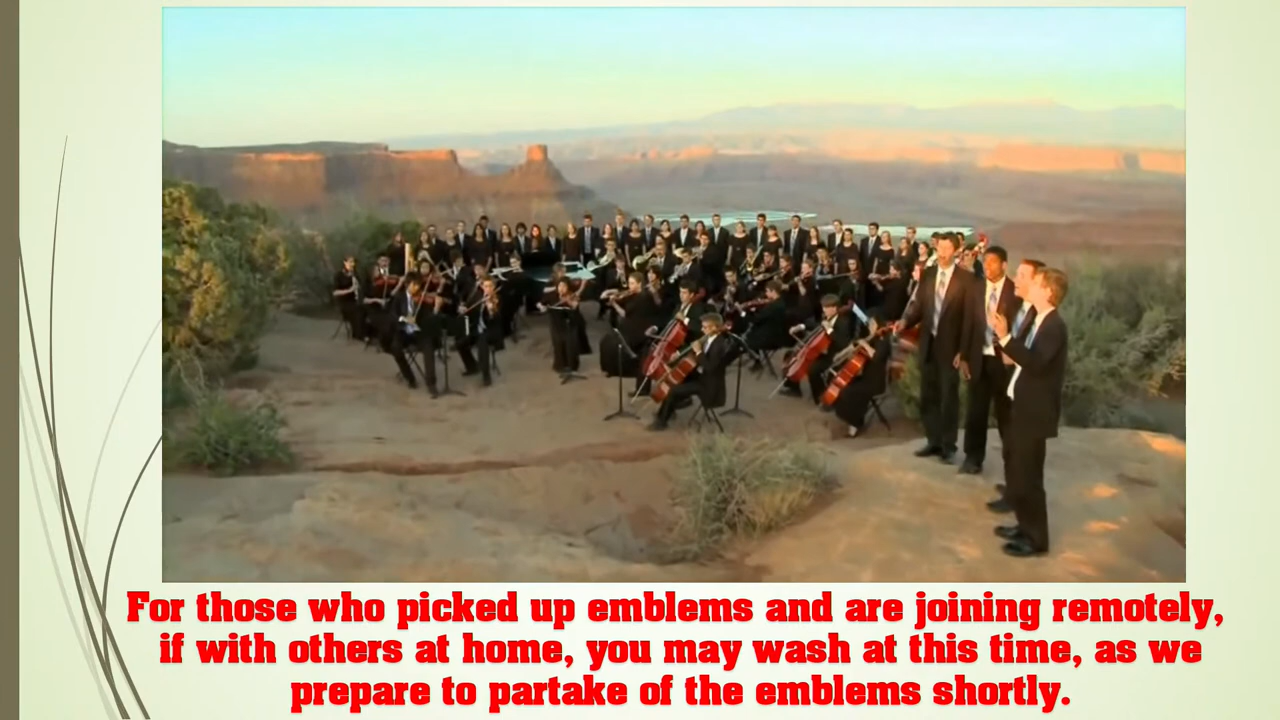 For those who picked up emblems and are joining remotely,
if with others at home, you may wash at this time, as we
prepare to partake of the emblems shortly.